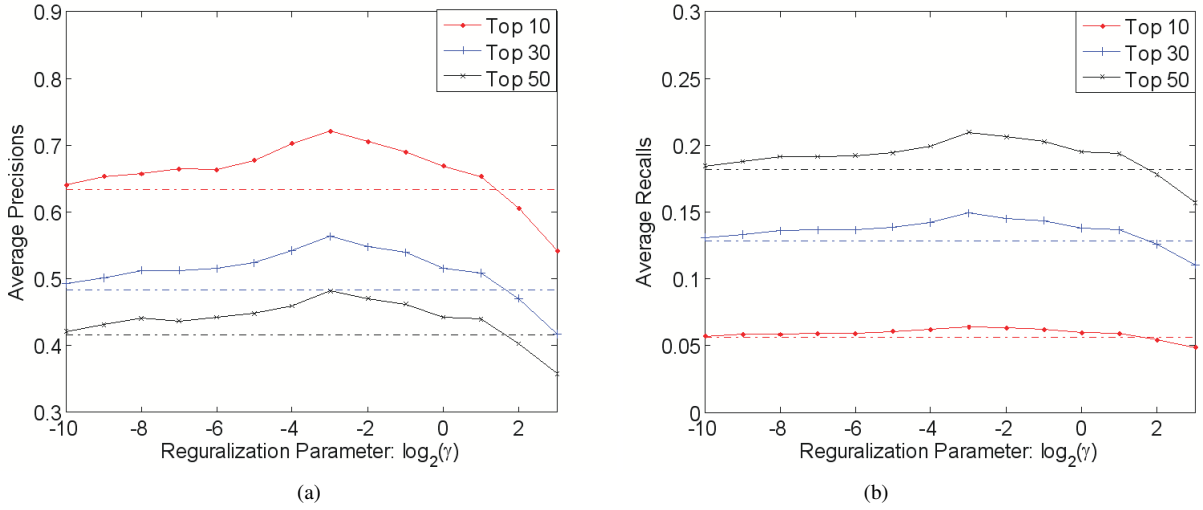 1
0.9
0.8
0.7
0.6
0.5
0.4
0.3
Average Precisions
Top 10
Top 30
Top 50
-10 -8 -6 -4 -2 0 2
Reguralization Parameter: log2(γ)
(a)
0.3
0.25
0.2
0.15
0.1
0.05
0
Average Recalls
Top 10
Top 30
Top 50
-10 -8 -6 -4 -2 0 2
Reguralization Parameter: log2(γ)
(b)